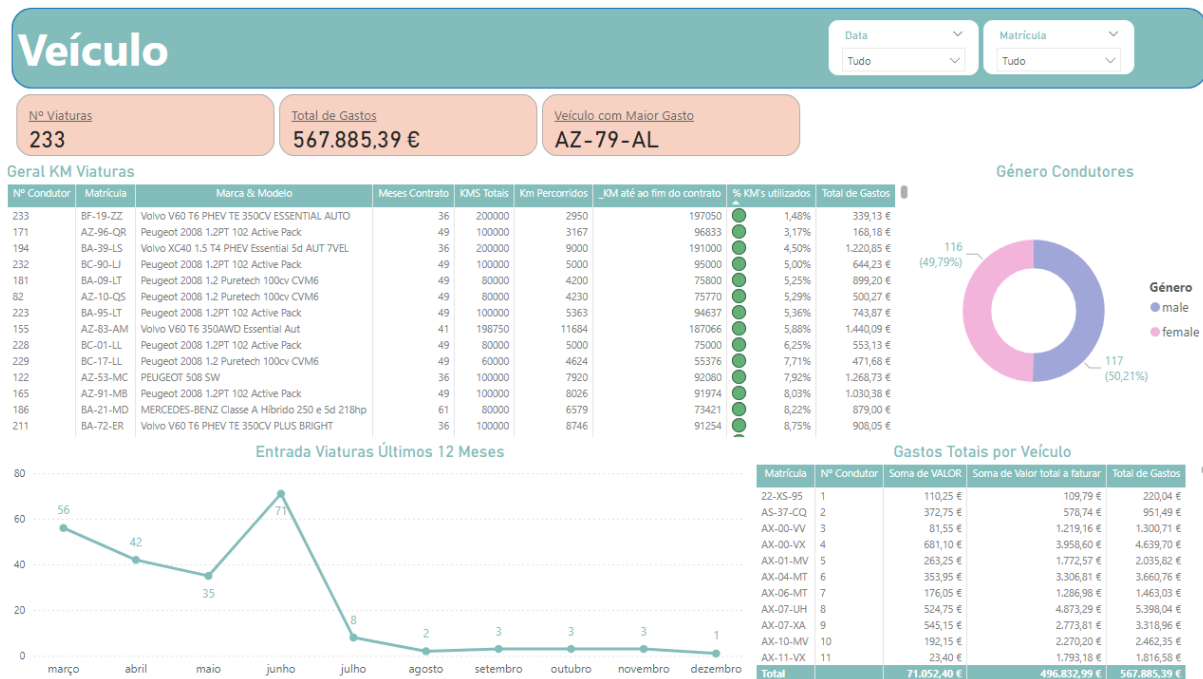 Veículo
Data
Tudo
Matrícula
Tudo
Nº Viaturas
233
Total de Gastos
567.885,39 €
Veículo com Maior Gasto
AZ-79-AL
Geral KM Viaturas
Nº Condutor Matrícula Marca & Modelo Meses Contrato KMS Totais Km Percorridos _KM até ao fim do contrato % KM's utilizados Total de Gastos
233 BF-19-ZZ Volvo V60 T6 PHEV TE 350CV ESSENTIAL AUTO 36 200000 2950 197050 1,48% 339,13 €
171 AZ-96-QR Peugeot 2008 1.2PT 102 Active Pack 49 100000 3167 96833 3,17% 168,18 €
194 BA-39-LS Volvo XC40 1.5 T4 PHEV Essential 5d AUT 7VEL 36 200000 9000 191000 4,50% 1.220,85 €
232 BC-90-LJ Peugeot 2008 1.2PT 102 Active Pack 49 100000 5000 95000 5,00% 644,23 €
181 BA-09-LT Peugeot 2008 1.2 Puretech 100cv CVM6 49 80000 4200 75800 5,25% 899,20 €
82 AZ-10-QS Peugeot 2008 1.2 Puretech 100cv CVM6 49 80000 4230 75770 5,29% 500,27 €
223 BA-95-LT Peugeot 2008 1.2PT 102 Active Pack 49 100000 5363 94637 5,36% 743,87 €
155 AZ-83-AM Volvo V60 T6 350AWD Essential Aut 41 198750 11684 187066 5,88% 1.440,09 €
228 BC-01-LL Peugeot 2008 1.2PT 102 Active Pack 49 80000 5000 75000 6,25% 553,13 €
229 BC-17-LL Peugeot 2008 1.2 Puretech 100cv CVM6 49 60000 4624 55376 7,71% 471,68 €
122 AZ-53-MC PEUGEOT 508 SW 36 100000 7920 92080 7,92% 1.268,73 €
165 AZ-91-MB Peugeot 2008 1.2PT 102 Active Pack 49 100000 8026 91974 8,03% 1.030,38 €
186 BA-21-MD MERCEDES-BENZ Classe A Híbrido 250 e 5d 218hp 61 80000 6579 73421 8,22% 879,00 €
211 BA-72-ER Volvo V60 T6 PHEV TE 350CV PLUS BRIGHT 36 100000 8746 91254 8,75% 908,05 €
Género Condutores
116
(49,79%)
117
(50,21%)
Género
male
female
Entrada Viaturas Últimos 12 Meses
80
60
40
20
0
56
42
35
71
8
2
3
3
3
1
março abril maio junho julho agosto setembro outubro novembro dezembro
Gastos Totais por Veículo
Matrícula Nº Condutor Soma de VALOR Soma de Valor total a faturar Total de Gastos
22-XS-95 1 110,25 € 109,79 € 220,04 €
AS-37-CQ 2 372,75 € 578,74 € 951,49 €
AX-00-VV 3 81,55 € 1.219,16 € 1.300,71 €
AX-00-VX 4 681,10 € 3.958,60 € 4.639,70 €
AX-01-MV 5 263,25 € 1.772,57 € 2.035,82 €
AX-04-MT 6 353,95 € 3.306,81 € 3.660,76 €
AX-06-MT 7 176,05 € 1.286,98 € 1.463,03 €
AX-07-UH 8 524,75 € 4.873,29 € 5.398,04 €
AX-07-XA 9 545,15 € 2.773,81 € 3.318,96 €
AX-10-MV 10 192,15 € 2.270,20 € 2.462,35 €
AX-11-VX 11 23,40 € 1.793,18 € 1.816,58 €
Total 71.052,40 € 496.832,99 € 567.885,39 €